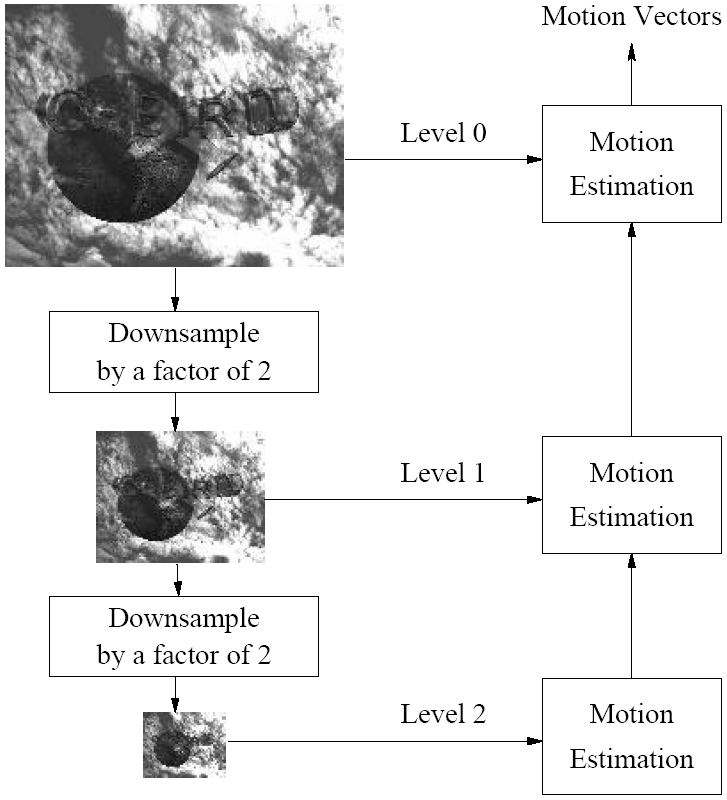 Motion Vectors
C-BIRD
Level 0
Motion
Estimation
Downsample
by a factor of 2
Level 1
Motion
Estimation
Downsample
by a factor of 2
Level 2
Motion
Estimation